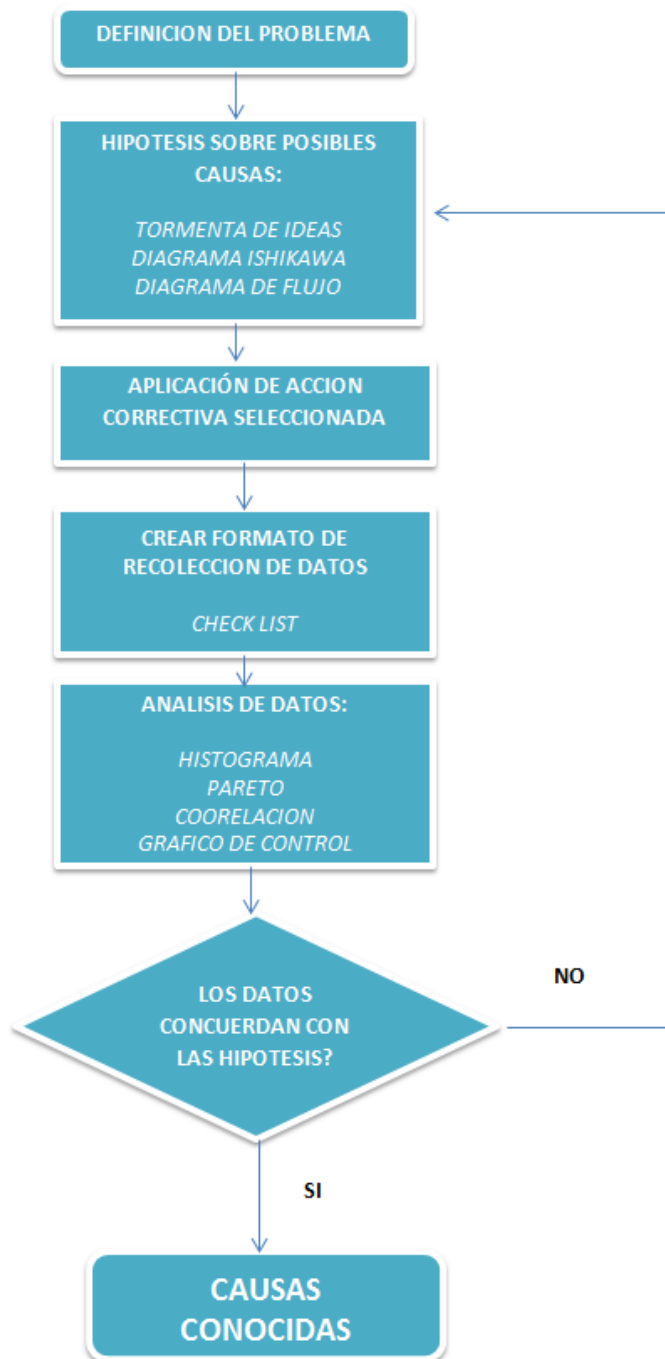 DEFINICION DEL PROBLEMA
HIPOTESIS SOBRE POSIBLES
CAUSAS:
TORMENTA DE IDEAS
DIAGRAMA ISHIKAWA
DIAGRAMA DE FLUJO
APLICACIÓN DE ACCION
CORRECTIVA SELECCIONADA
CREAR FORMATO DE
RECOLECCION DE DATOS
CHECK LIST
ANALISIS DE DATOS:
HISTOGRAMA
PARETO
COORELACION
GRAFICO DE CONTROL
LOS DATOS
CONCUERDAN CON
LAS HIPOTESIS?
NO
SI
CAUSAS
CONOCIDAS